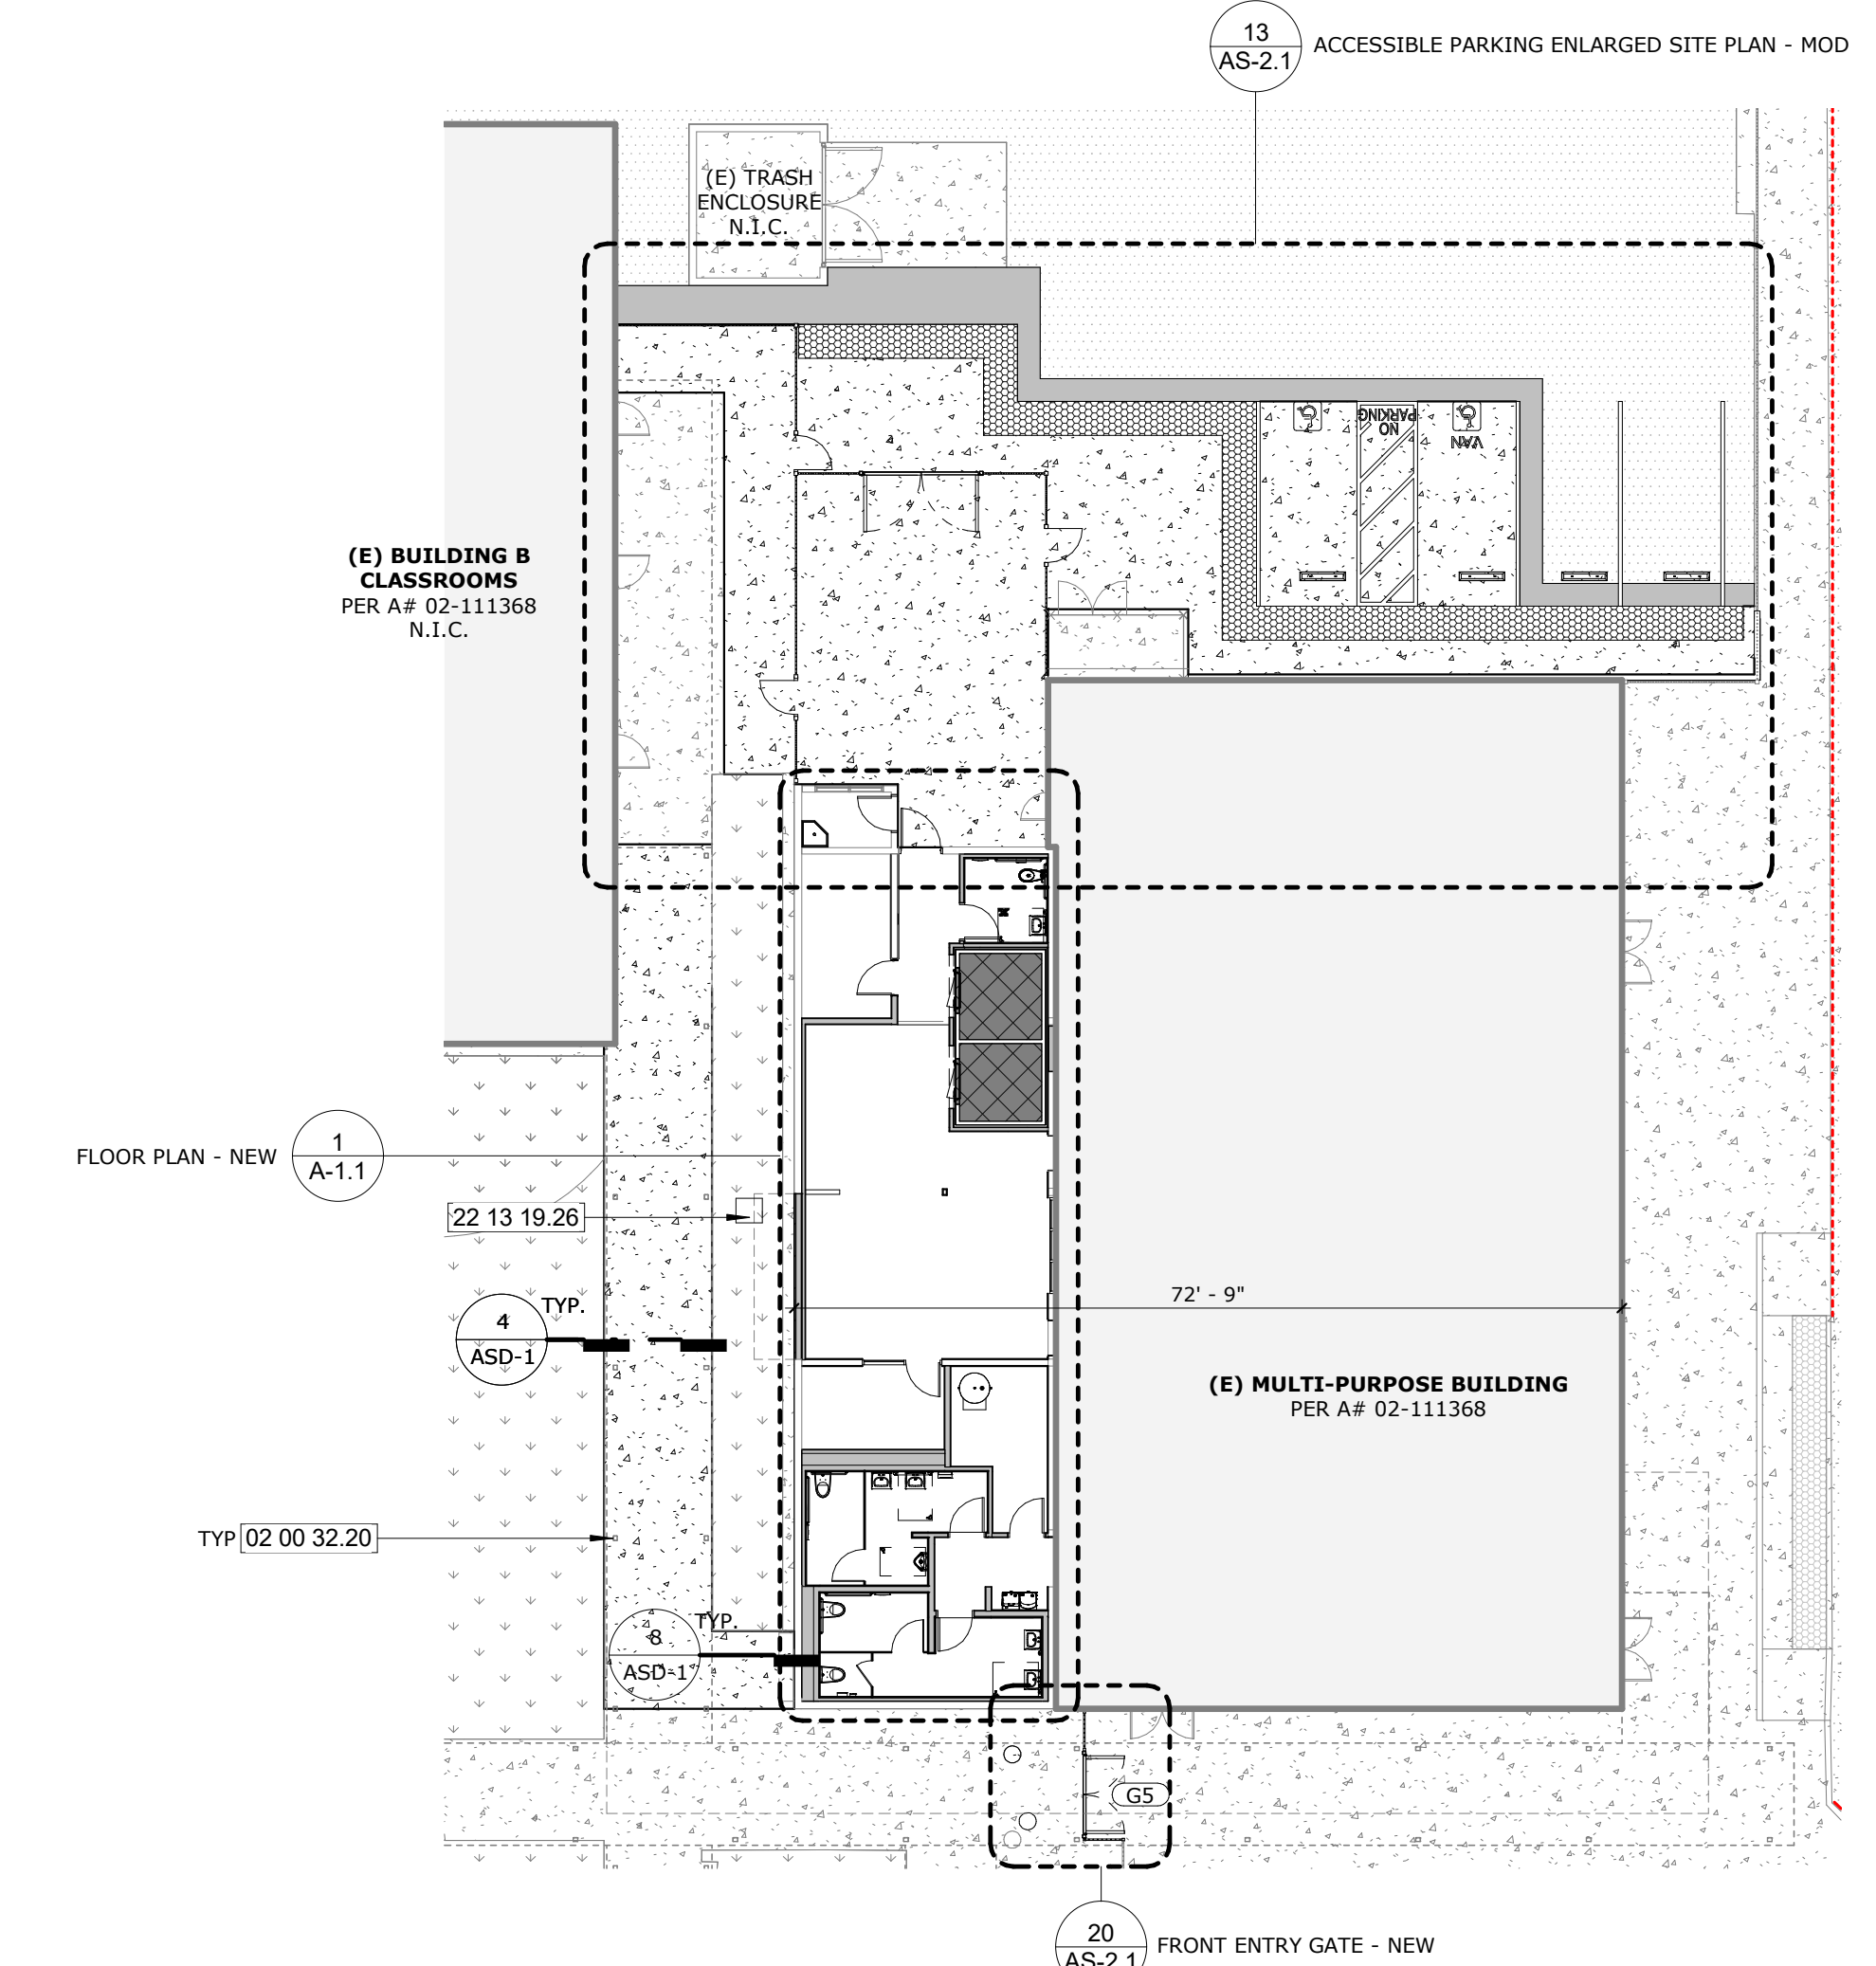 13
AS-2.1
ACCESSIBLE PARKING ENLARGED SITE PLAN - MOD
(E) TRASH
ENCLOSURE
N.I.C.
NO
PARKING
VAN
(E) BUILDING B
CLASSROOMS
PER A# 02-111368
N.I.C.
FLOOR PLAN - NEW
1
A-1.1
22 13 19.26
72' - 9"
4
ASD-1
TYP.
(E) MULTI-PURPOSE BUILDING
PER A# 02-111368
TYP 02 00 32.20
8
ASD-1
TYP.
G5
20
AS-2.1
FRONT ENTRY GATE - NEW